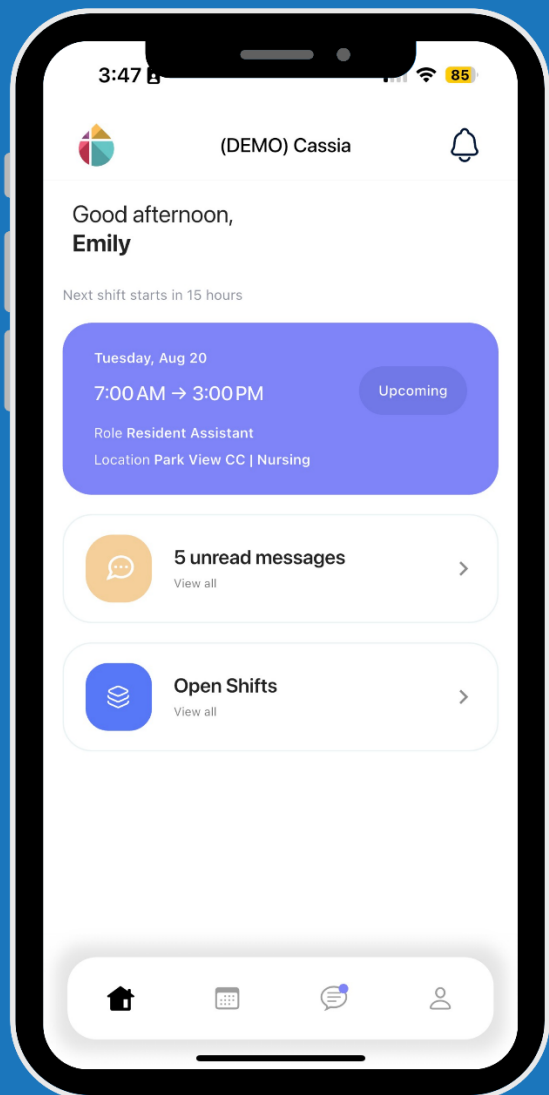 3:47
85
(DEMO) Cassia
Good afternoon,
Emily
Next shift starts in 15 hours
Tuesday, Aug 20
7:00 AM → 3:00 PM
Upcoming
Role Resident Assistant
Location Park View CC | Nursing
5 unread messages
View all
Open Shifts
View all